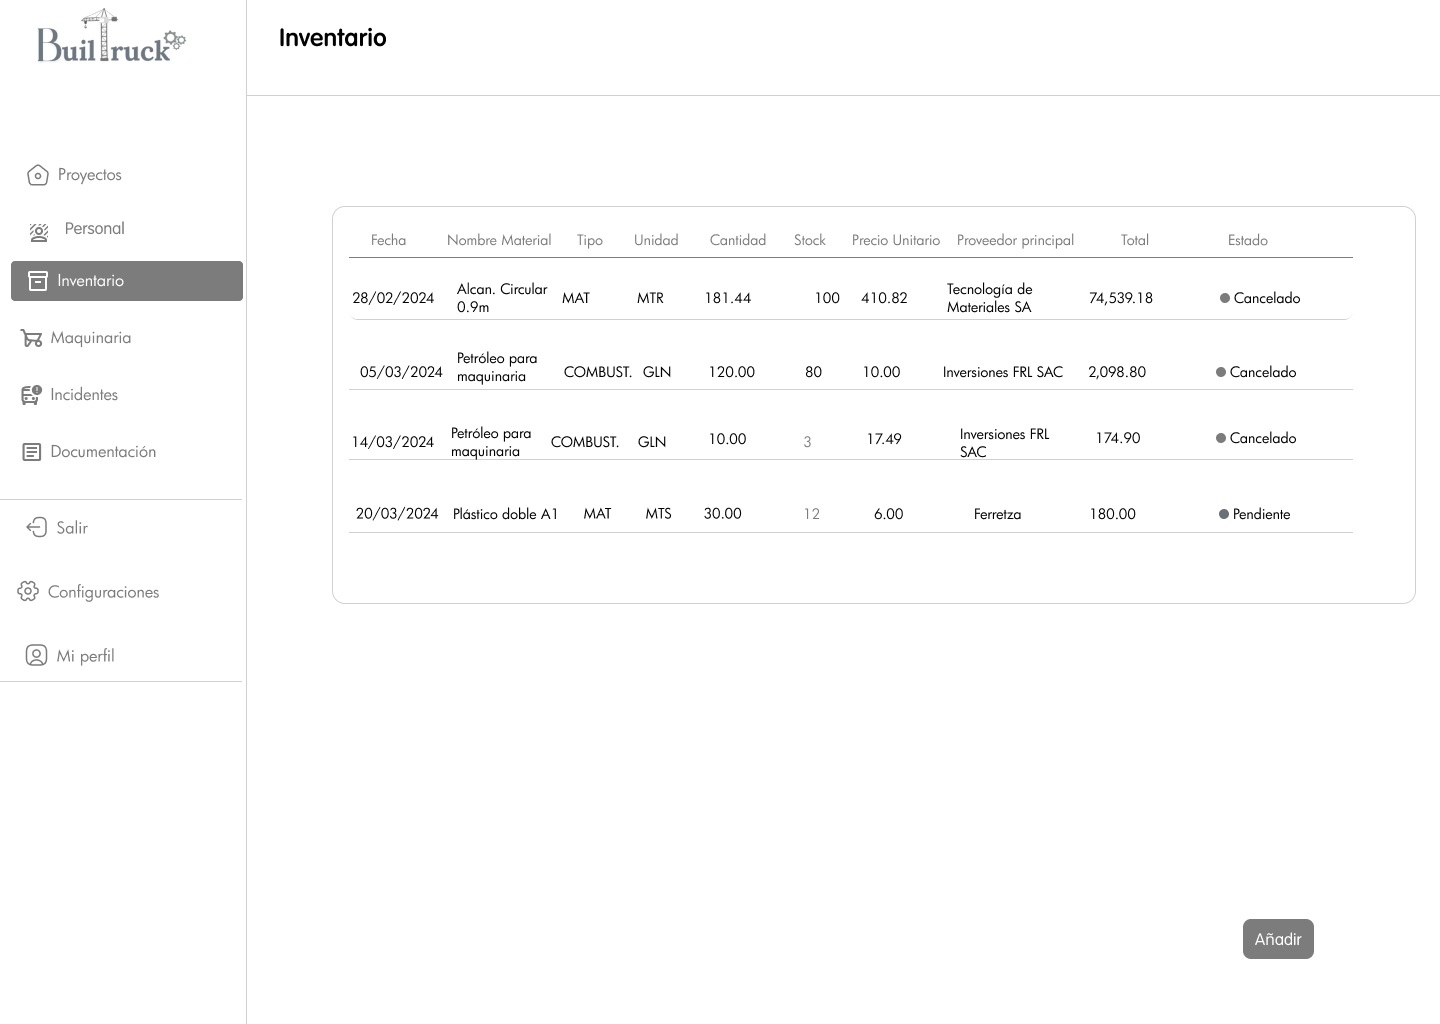 BuilTruck
Inventario
Proyectos
Personal
Inventario
Maquinaria
Incidentes
Documentación
Salir
Configuraciones
Mi perfil
Fecha Nombre Material Tipo Unidad Cantidad Stock Precio Unitario Proveedor principal Total Estado
28/02/2024 Alcan. Circular 0.9m MAT MTR 181.44 100 410.82 Tecnología de Materiales SA 74,539.18 Cancelado
05/03/2024 Petróleo para maquinaria COMBUST. GLN 120.00 80 10.00 Inversiones FRL SAC 2,098.80 Cancelado
14/03/2024 Petróleo para maquinaria COMBUST. GLN 10.00 3 17.49 Inversiones FRL SAC 174.90 Cancelado
20/03/2024 Plástico doble A1 MAT MTS 30.00 12 6.00 Ferretza 180.00 Pendiente
Añadir